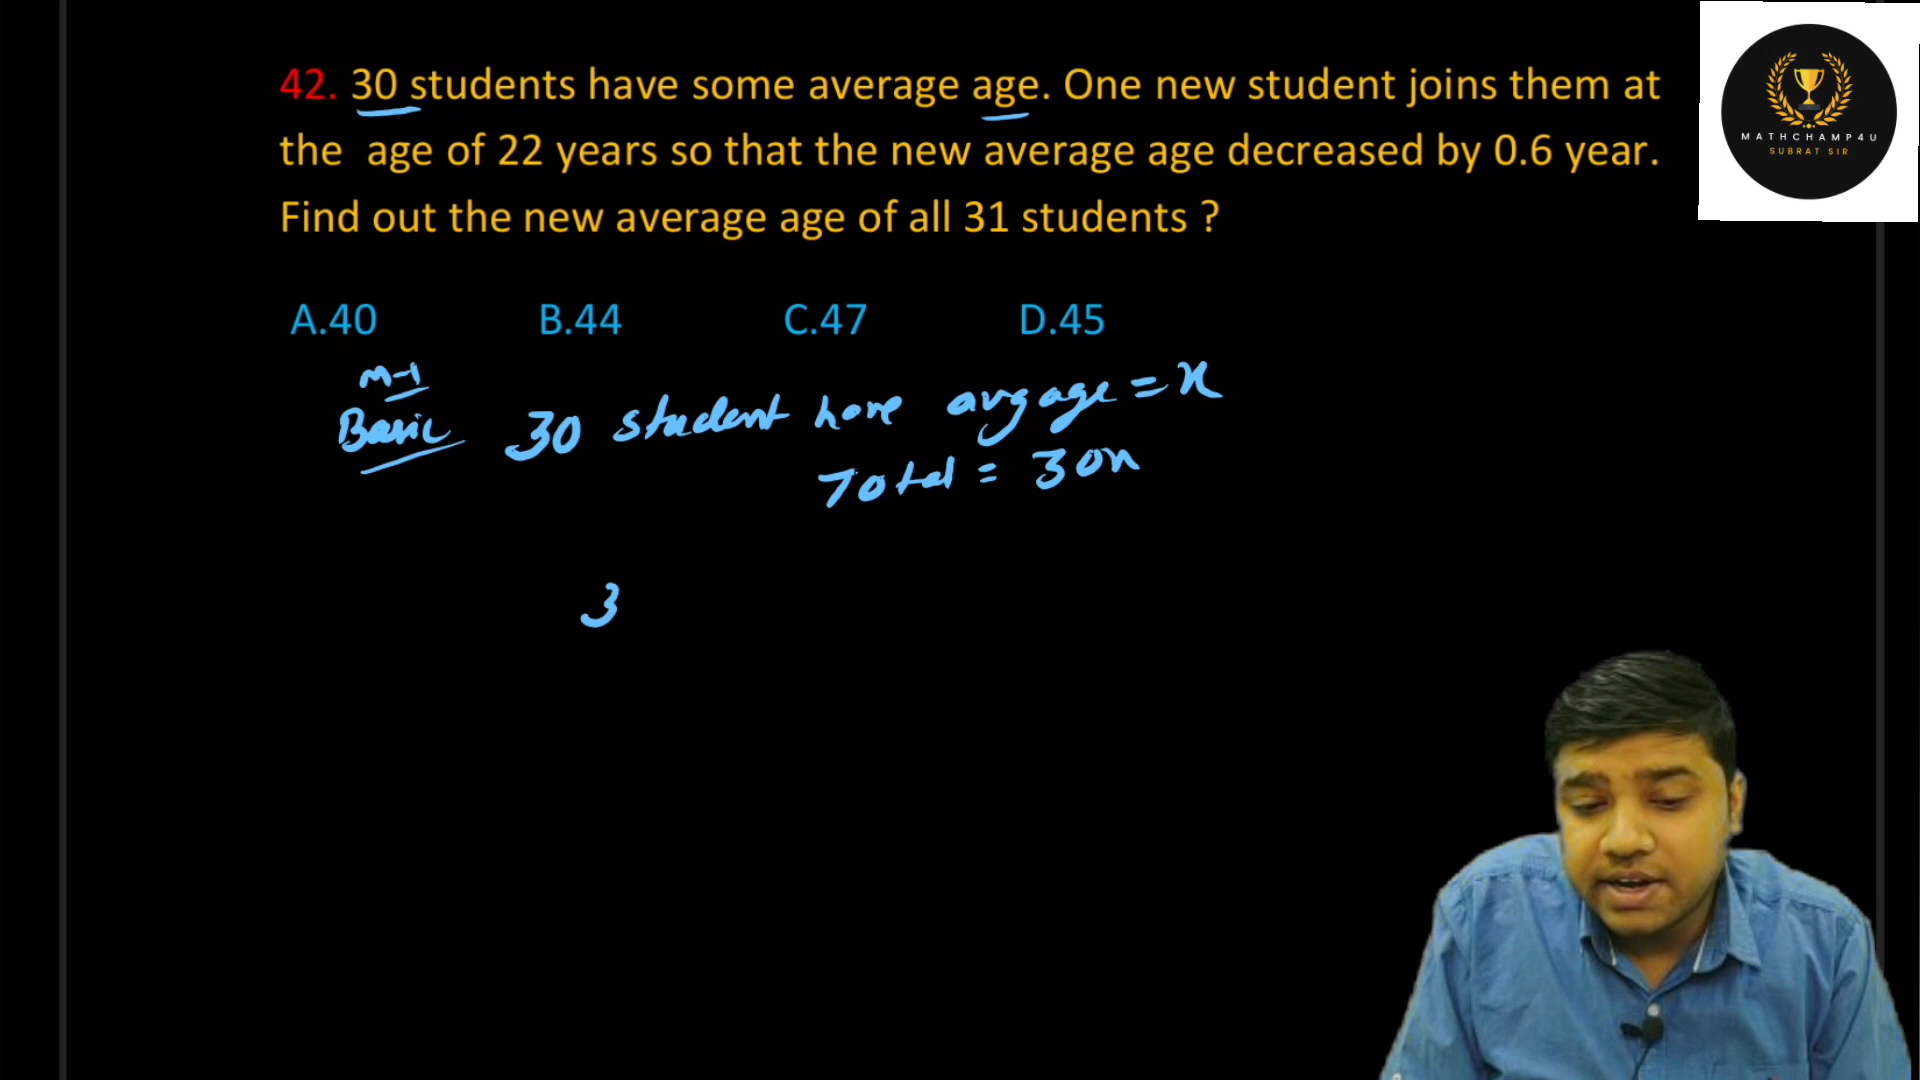 42. 30 students have some average age. One new student joins them at
the age of 22 years so that the new average age decreased by 0.6 year.
Find out the new average age of all 31 students ?
MATHCHAMP4U
SUBRAT SIR
A.40 B.44 C.47 D.45
M-1
Basic 30 student have avg age = x
Total = 30x
3